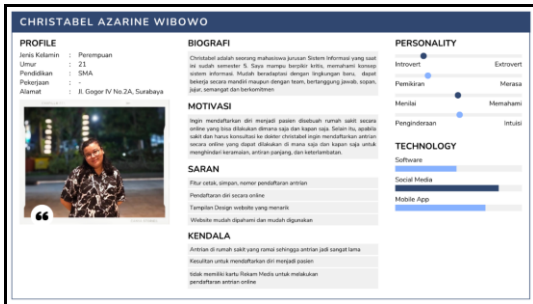 CHRISTABEL AZARINE WIBOWO
PROFILE
Jenis Kelamin : Perempuan
Umur : 21
Pendidikan : SMA
Pekerjaan : -
Alamat : Jl. Gogor IV No.2A, Surabaya
BIOGRAFI
Christabel adalah seorang mahasiswa jurusan Sistem Informasi yang saat
ini sudah semester 5. Saya mampu berpikir kritis, memahami konsep
sistem informasi. Mudah beradaptasi dengan lingkungan baru, dapat
bekerja secara mandiri maupun dengan team, bertanggung jawab, sopan,
jujur, semangat dan berkomitmen
MOTIVASI
Ingin mendaftarkan diri menjadi pasien disebuah rumah sakit secara
online yang bisa dilakukan dimana saja dan kapan saja. Selain itu, apabila
sakit dan harus konsultasi ke dokter christabel ingin mendaftarkan antrian
secara online yang dapat dilakukan di mana saja dan kapan saja untuk
menghindari keramaian, antrian panjang, dan keterlambatan.
SARAN
Fitur cetak, simpan, nomer pendaftaran antrian
Pendaftaran diri secara online
Tampilan Design website yang menarik
Website mudah dipahami dan mudah digunakan
KENDALA
Antrian di rumah sakit yang ramai sehingga antrian jadi sangat lama
Kesulitan untuk mendaftarkan diri menjadi pasien
tidak memiliki kartu Rekam Medis untuk melakukan
pendaftaran antrian online
PERSONALITY
Introvert Extrovert
Pemikiran Merasa
Menilai Memahami
Penginderaan Intuisi
TECHNOLOGY
Software
Social Media
Mobile App